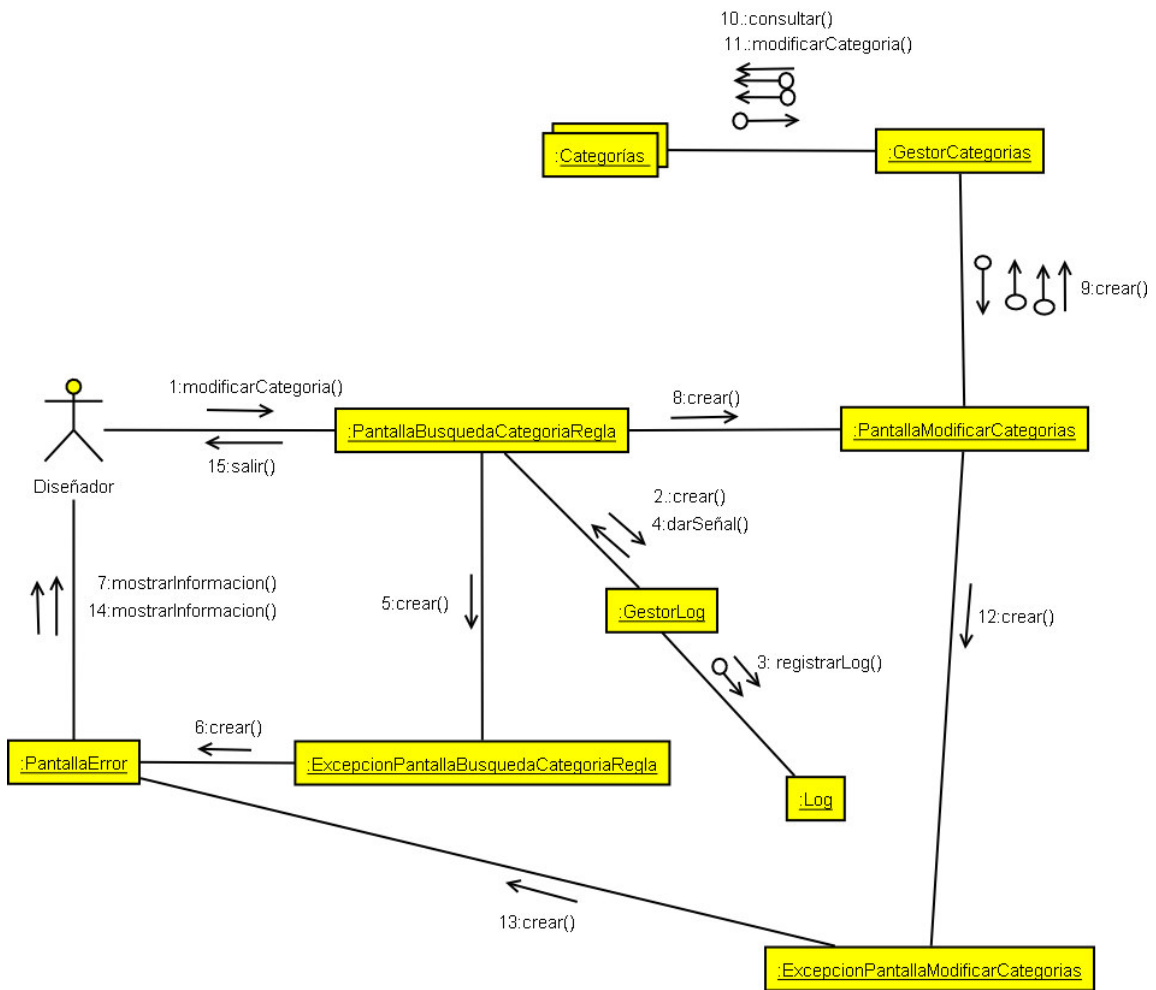 10.:consultar()
11.:modificarCategoria()
:Categorías
:GestorCategorias
9:crear()
1:modificarCategoria()
8:crear()
:PantallaBusquedaCategoriaRegla
:PantallaModificarCategorias
15:salir()
Diseñador
2.:crear()
4:darSeñal()
7:mostrarInformacion()
14:mostrarInformacion()
5:crear()
:GestorLog
12:crear()
3: registrarLog()
6:crear()
:PantallaError
:ExcepcionPantallaBusquedaCategoriaRegla
:Log
13:crear()
:ExcepcionPantallaModificarCategorias